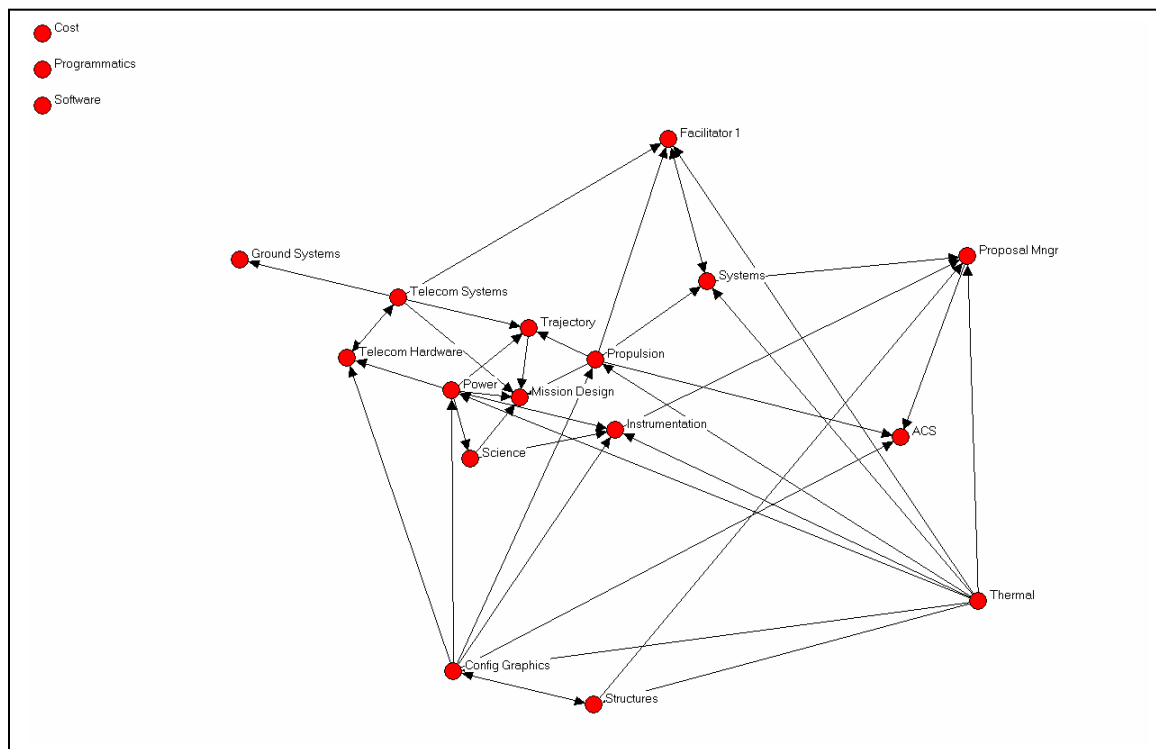 Cost
Programmatics
Software
Facilitator 1
Ground Systems
Proposal Mngr
Systems
Telecom Systems
Trajectory
Telecom Hardware
Propulsion
Power
Mission Design
Instrumentation
ACS
Science
Thermal
Config Graphics
Structures